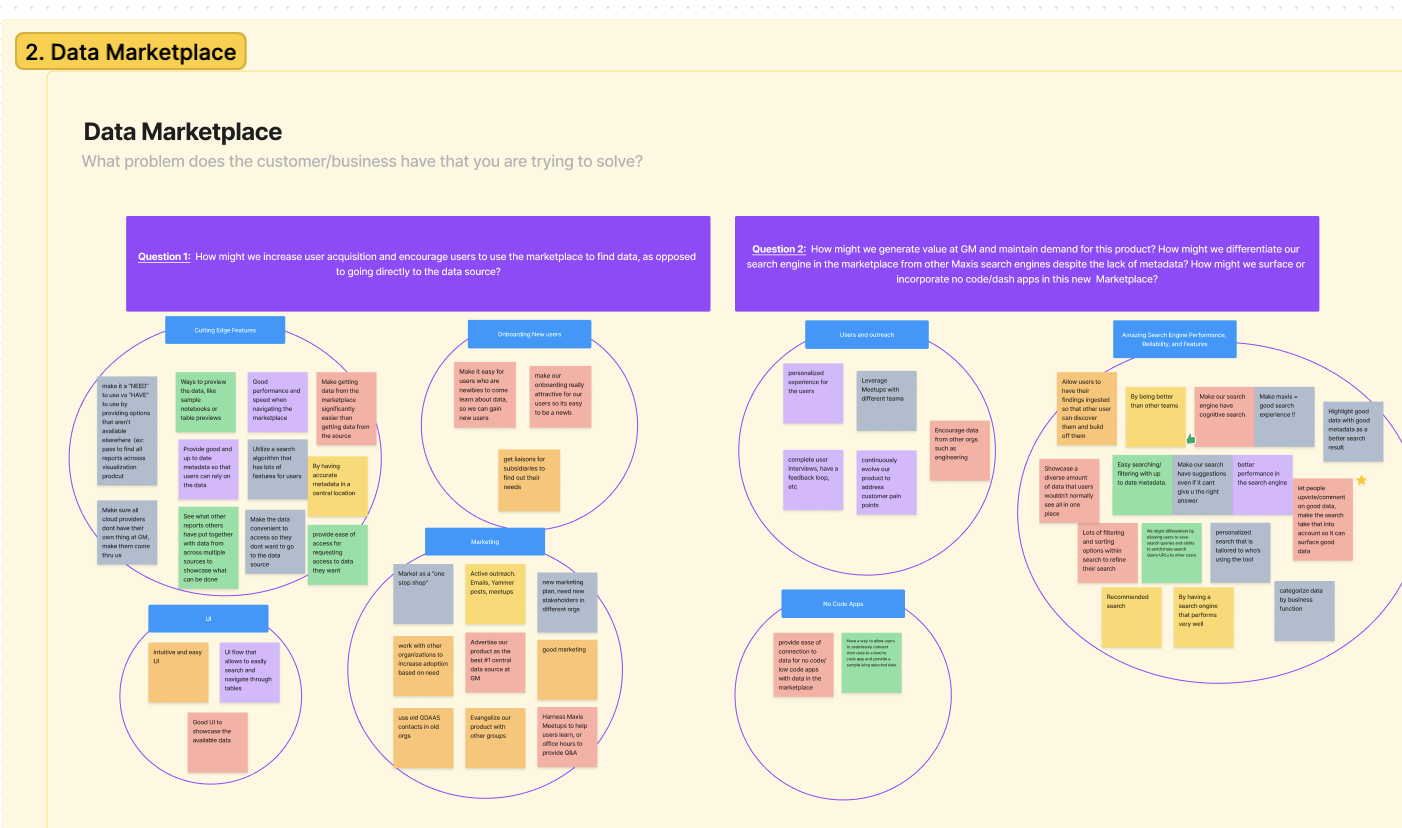 2. Data Marketplace
Data Marketplace
What problem does the customer/business have that you are trying to solve?
Question 1: How might we increase user acquisition and encourage users to use the marketplace to find data, as opposed
to going directly to the data source?
Question 2: How might we generate value at GM and maintain demand for this product? How might we differentiate our
search engine in the marketplace from other Maxis search engines despite the lack of metadata? How might we surface or
incorporate no code/dash apps in this new Marketplace?
Cutting Edge Features
make it a "NEED"
to use vs "HAVE"
to use by
providing options
that aren't
available
elsewhere (ex:
pass to find all
reports across
visualization
prodcut
Ways to preview
the data, like
sample
notebooks or
table previews
Good
performance and
speed when
navigating the
marketplace
Make getting
data from the
marketplace
significantly
easier than
getting data from
the source
Provide good and
up to date
metadata so that
users can rely on
the data
Utilize a search
algorithm that
has lots of
features for users
By having
accurate
metadata in a
central location
Make sure all
cloud providers
dont have their
own thing at GM,
make them come
thru us
See what other
reports others
have put together
with data from
across multiple
sources to
showcase what
can be done
Make the data
convenient to
access so they
dont want to go
to the data
source
provide ease of
access for
requesting
access to data
they want
Onboarding New users
Make it easy for
users who are
newbies to come
learn about data,
so we can gain
new users
make our
onboarding really
attractive for our
users so its easy
to be a newb
get liaisons for
subsidiaries to
find out their
needs
UI
intuitive and easy
UI
UI flow that
allows to easily
search and
navigate through
tables
Good UI to
showcase the
available data
Marketing
Market as a "one
stop shop"
Active outreach.
Emails, Yammer
posts, meetups
new marketing
plan, need new
stakeholders in
different orgs
work with other
organizations to
increase adoption
based on need
Advertise our
product as the
best #1 central
data source at
GM
good marketing
use old GDAAS
contacts in old
orgs
Evangelize our
product with
other groups
Harness Maxis
Meetups to help
users learn, or
office hours to
provide Q&A
Users and outreach
personalized
experience for
the users
Leverage
Meetups with
different teams
Encourage data
from other orgs
such as
engineering
complete user
interviews, have a
feedback loop,
etc
continuously
evolve our
product to
address
customer pain
points
No Code Apps
provide ease of
connection to
data for no code/
low code apps
with data in the
marketplace
Have a way to allow users
to seamlessly connect
their data in a low/no
code app and provide a
sample using selected data
Amazing Search Engine Performance,
Reliability, and Features
Allow users to
have their
findings ingested
so that other user
can discover
them and build
off them
By being better
than other teams
Make our search
engine have
cognitive search
Make maxis =
good search
experience !!
Highlight good
data with good
metadata as a
better search
result
Showcase a
diverse amount
of data that users
wouldn't normally
see all in one
place
Easy searching/
filtering with up
to date metadata.
Make our search
have suggestions
even if it cant
give u the right
answer
better
performance in
the search engine
let people
upvote/comment
on good data,
make the search
take that into
account so it can
surface good
data
Lots of filtering
and sorting
options within
search to refine
their search
We might differentiate by
allowing users to save
search queries and ability
to send/share search
Query URLs to other users
personalized
search that is
tailored to who's
using the tool
Recommended
search
By having a
search engine
that performs
very well
categorize data
by business
function